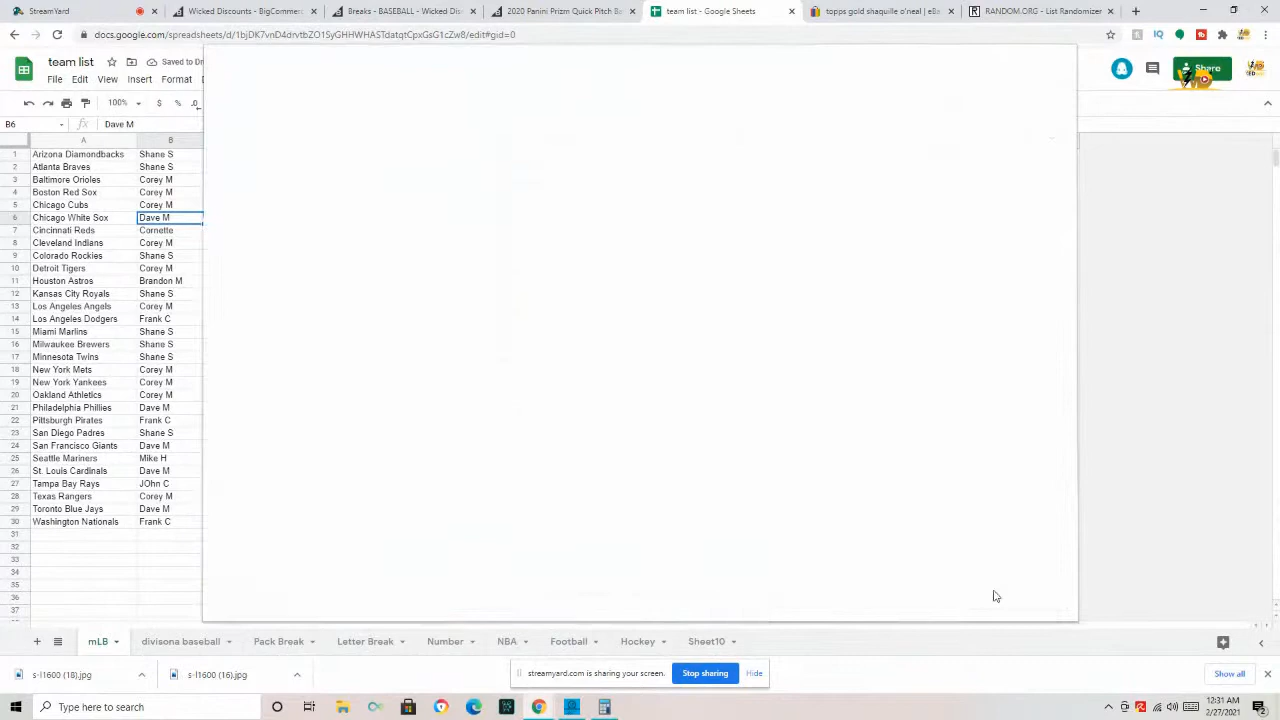 StreamYard
Wicked Discounts - BigCommerc
Breaks - BASEBALL - Wicked Dis
2020 Panini Prizm Quick Pitch Ba
team list - Google Sheets
topps gold shaquille o'neal | eBa
RANDOM.ORG - List Randomizer
docs.google.com/spreadsheets/d/1bjDK7vnD4drvtbZO1SyGHHWHASTdatqtCpxGsG1cZw8/edit#gid=0
team list
Saved to Dr
File Edit View Insert Format
Share
100% $ % .0
B6 fx Dave M
A B
1 Arizona Diamondbacks Shane S
2 Atlanta Braves Shane S
3 Baltimore Orioles Corey M
4 Boston Red Sox Corey M
5 Chicago Cubs Corey M
6 Chicago White Sox Dave M
7 Cincinnati Reds Cornette
8 Cleveland Indians Corey M
9 Colorado Rockies Shane S
10 Detroit Tigers Corey M
11 Houston Astros Brandon M
12 Kansas City Royals Shane S
13 Los Angeles Angels Corey M
14 Los Angeles Dodgers Frank C
15 Miami Marlins Shane S
16 Milwaukee Brewers Shane S
17 Minnesota Twins Shane S
18 New York Mets Corey M
19 New York Yankees Corey M
20 Oakland Athletics Corey M
21 Philadelphia Phillies Dave M
22 Pittsburgh Pirates Frank C
23 San Diego Padres Shane S
24 San Francisco Giants Dave M
25 Seattle Mariners Mike H
26 St. Louis Cardinals Dave M
27 Tampa Bay Rays JOhn C
28 Texas Rangers Corey M
29 Toronto Blue Jays Dave M
30 Washington Nationals Frank C
31
32
33
34
35
36
37
mLB divisona baseball Pack Break Letter Break Number NBA Football Hockey Sheet10
s-l1600 (18).jpg
s-l1600 (16).jpg
streamyard.com is sharing your screen.
Stop sharing
Hide
Show all
Type here to search
12:31 AM
2/27/2021
2